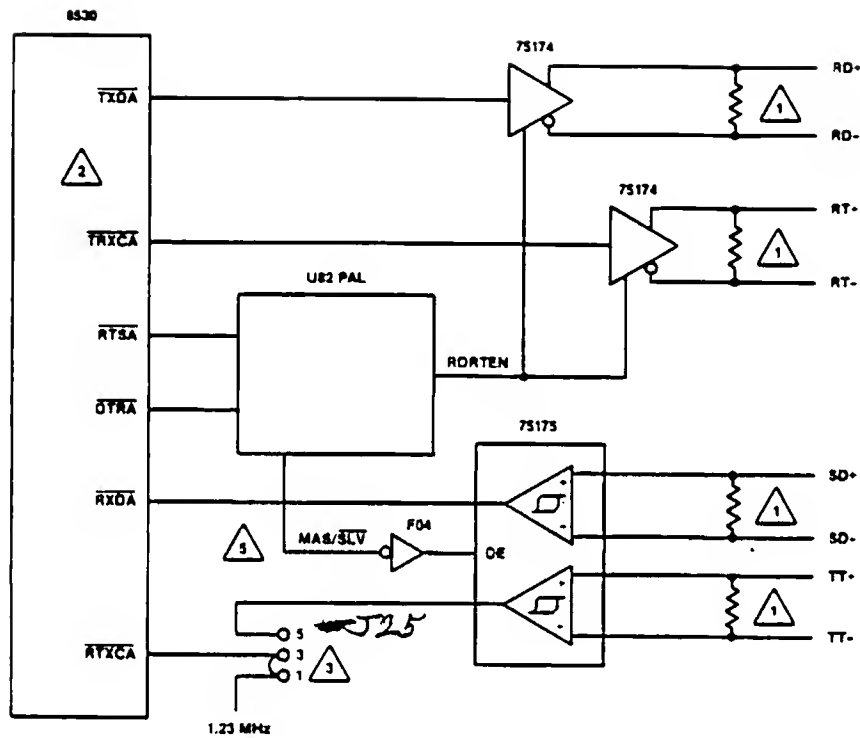 8530
75174
TXDA
RD+
1
RD-
2
75174
TRXCA
RT+
1
RT-
U82 PAL
RTSA
RDRTEN
DTRA
75175
RXDA
SD+
+
-
1
SD-
5
MAS/SLV
F04
OE
TT+
+
-
1
TT-
5
J25
RTXCA
3
3
1
1.23 MHz